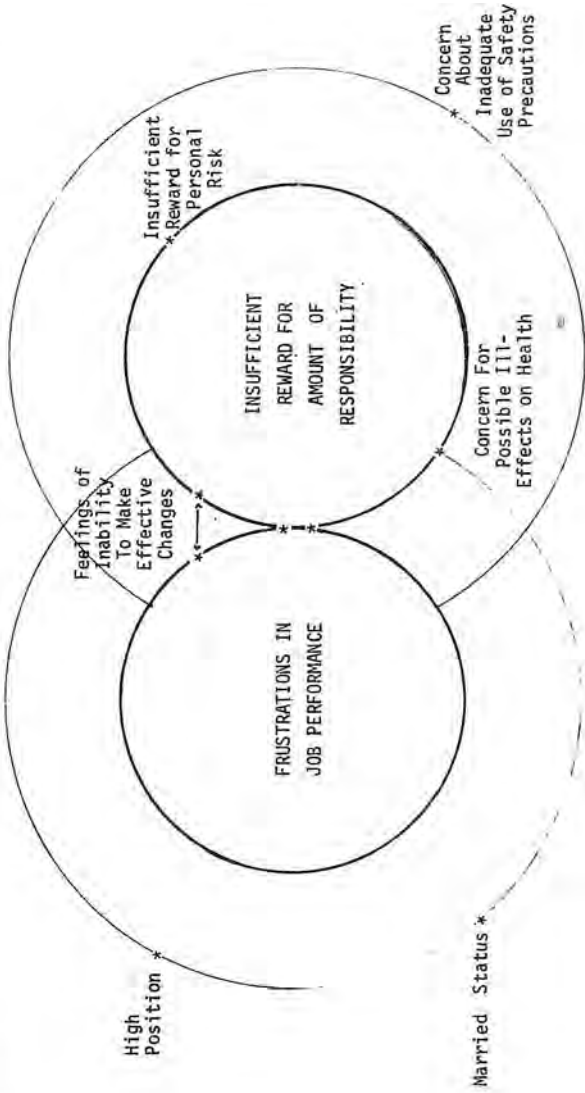 High
Position
Married Status
FRUSTRATIONS IN
JOB PERFORMANCE
Feelings of
Inability
To Make
Effective
Changes
INSUFFICIENT
REWARD FOR
AMOUNT OF
RESPONSIBILITY
Insufficient
Reward for
Personal
Risk
Concern For
Possible Ill-
Effects on Health
Concern
About
Inadequate
Use of Safety
Precautions